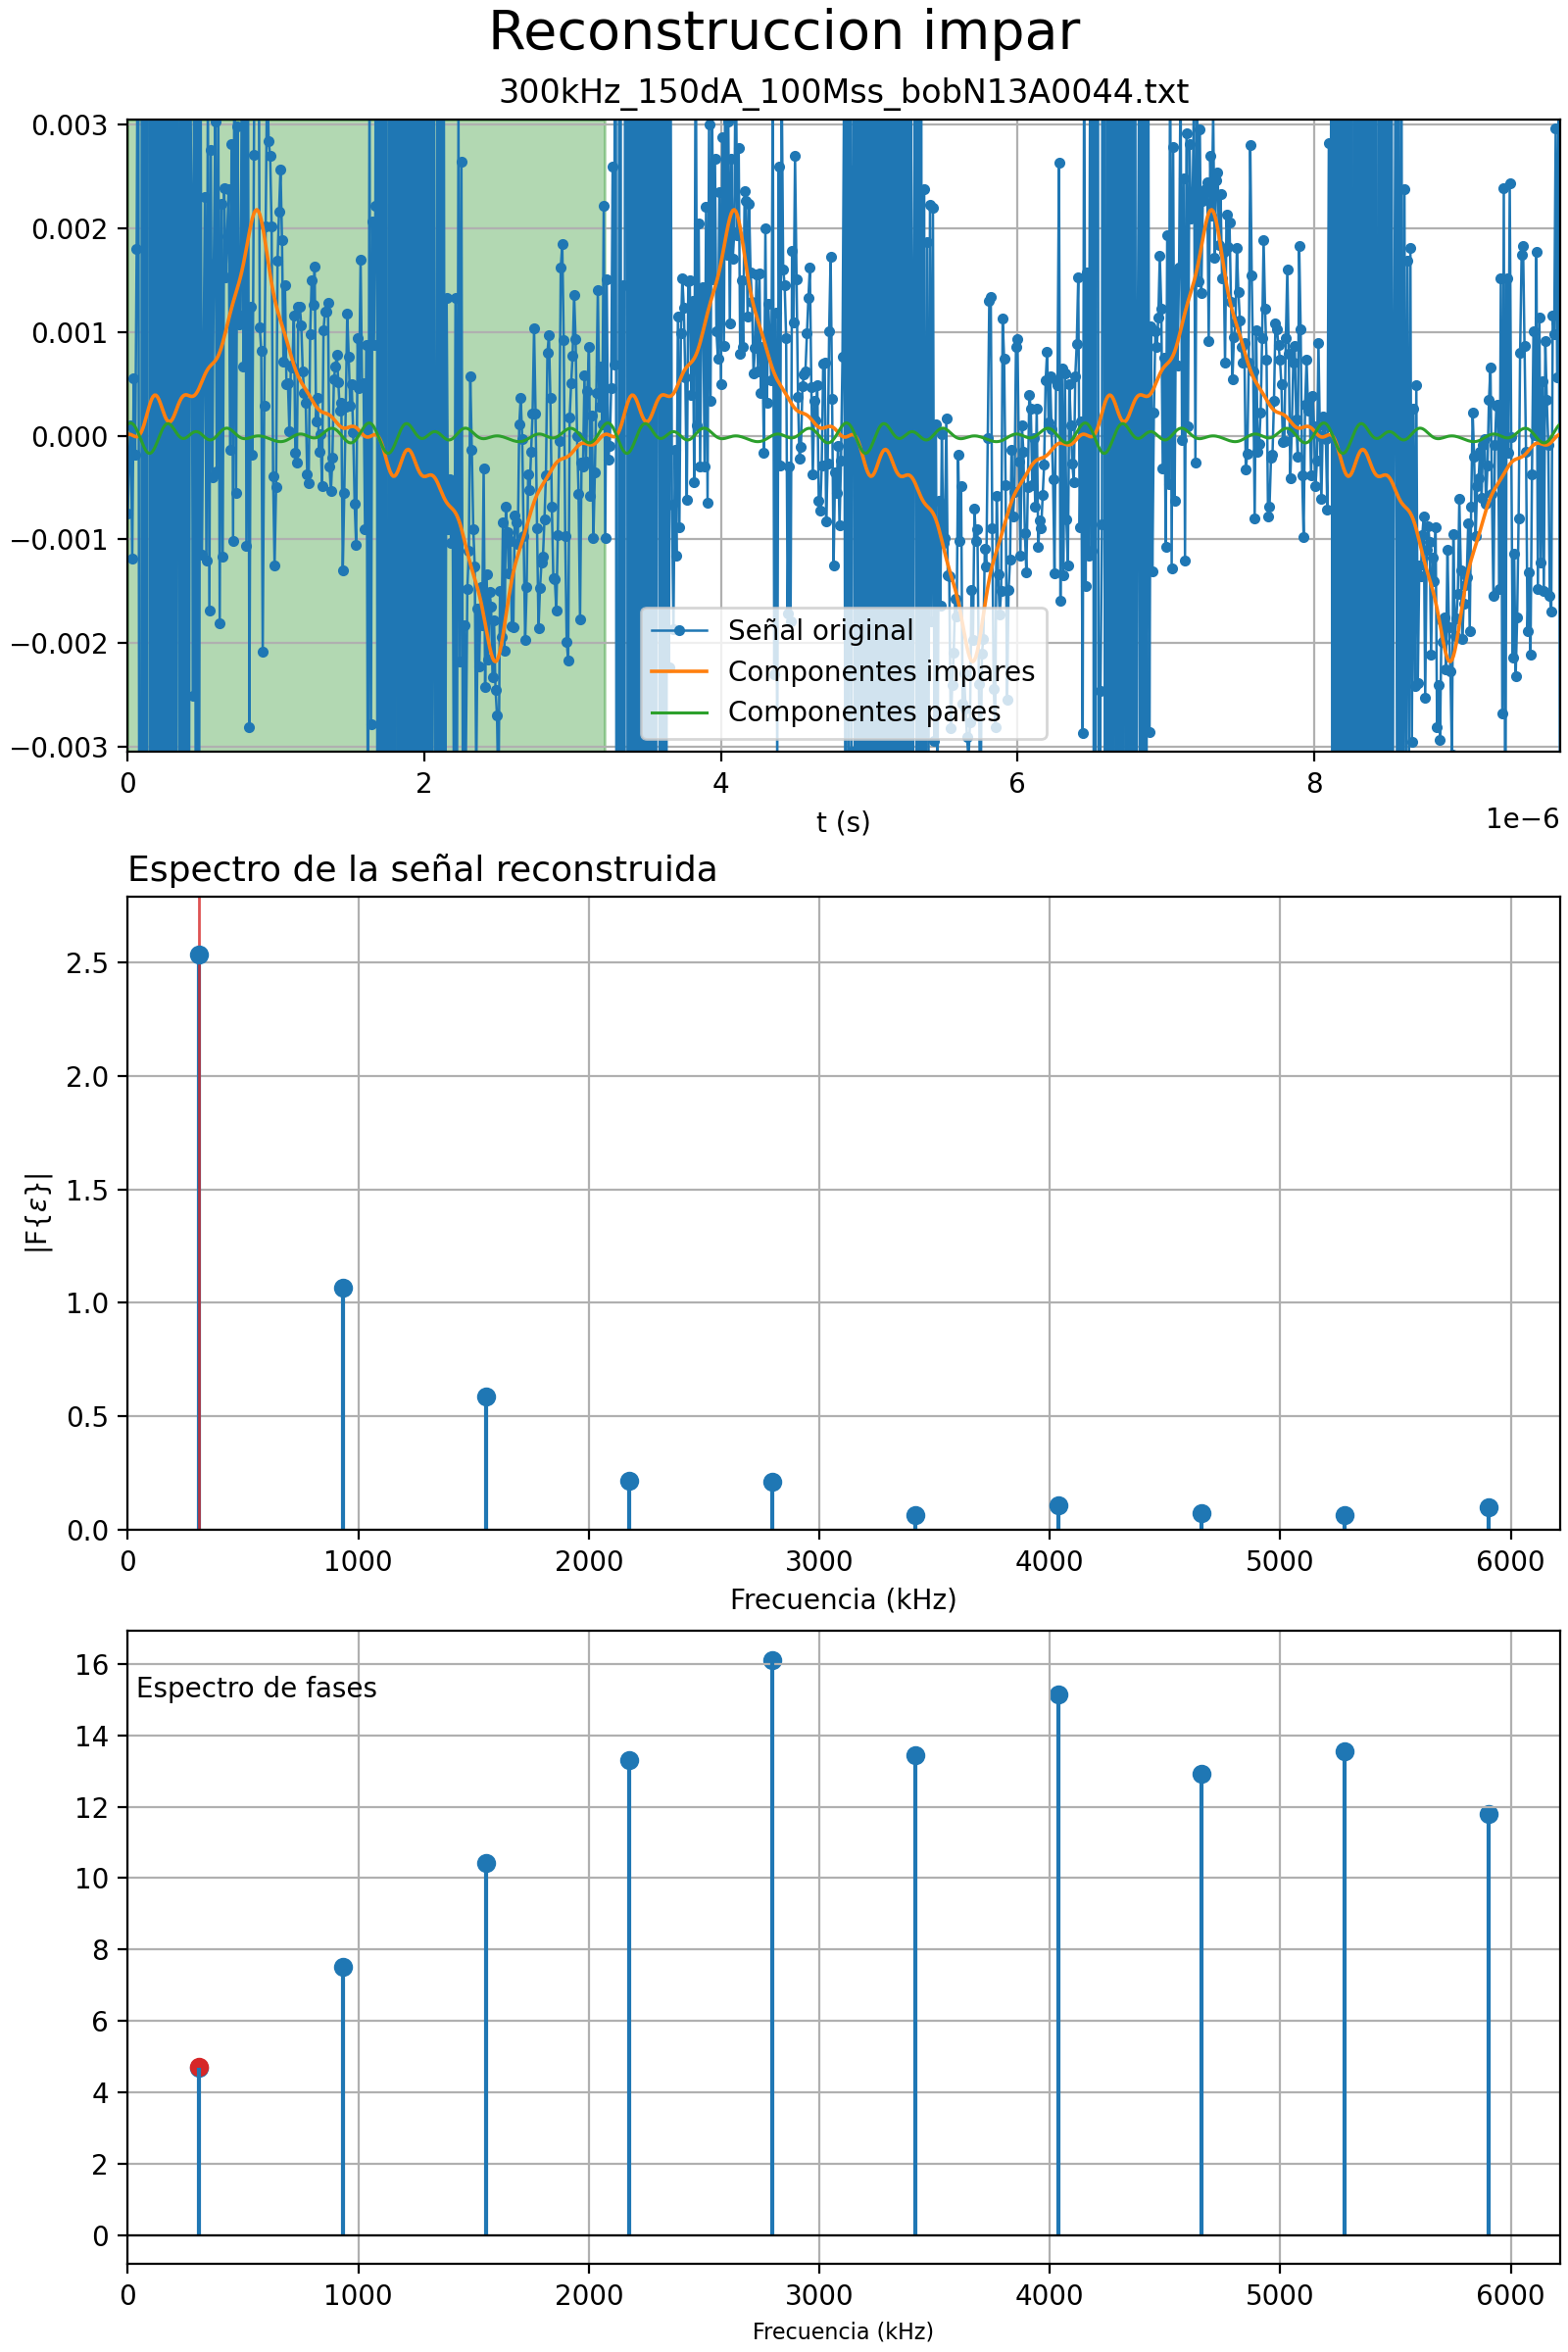 Reconstruccion impar
300kHz_150dA_100Mss_bobN13A0044.txt
0.003
0.002
0.001
0.000
−0.001
−0.002
−0.003
Señal original
Componentes impares
Componentes pares
0 2 4 6 8
1e−6
t (s)
Espectro de la señal reconstruida
2.5
2.0
1.5
1.0
0.5
0.0
|F{ε}|
0 1000 2000 3000 4000 5000 6000
Frecuencia (kHz)
16
Espectro de fases
14
12
10
8
6
4
2
0
0 1000 2000 3000 4000 5000 6000
Frecuencia (kHz)